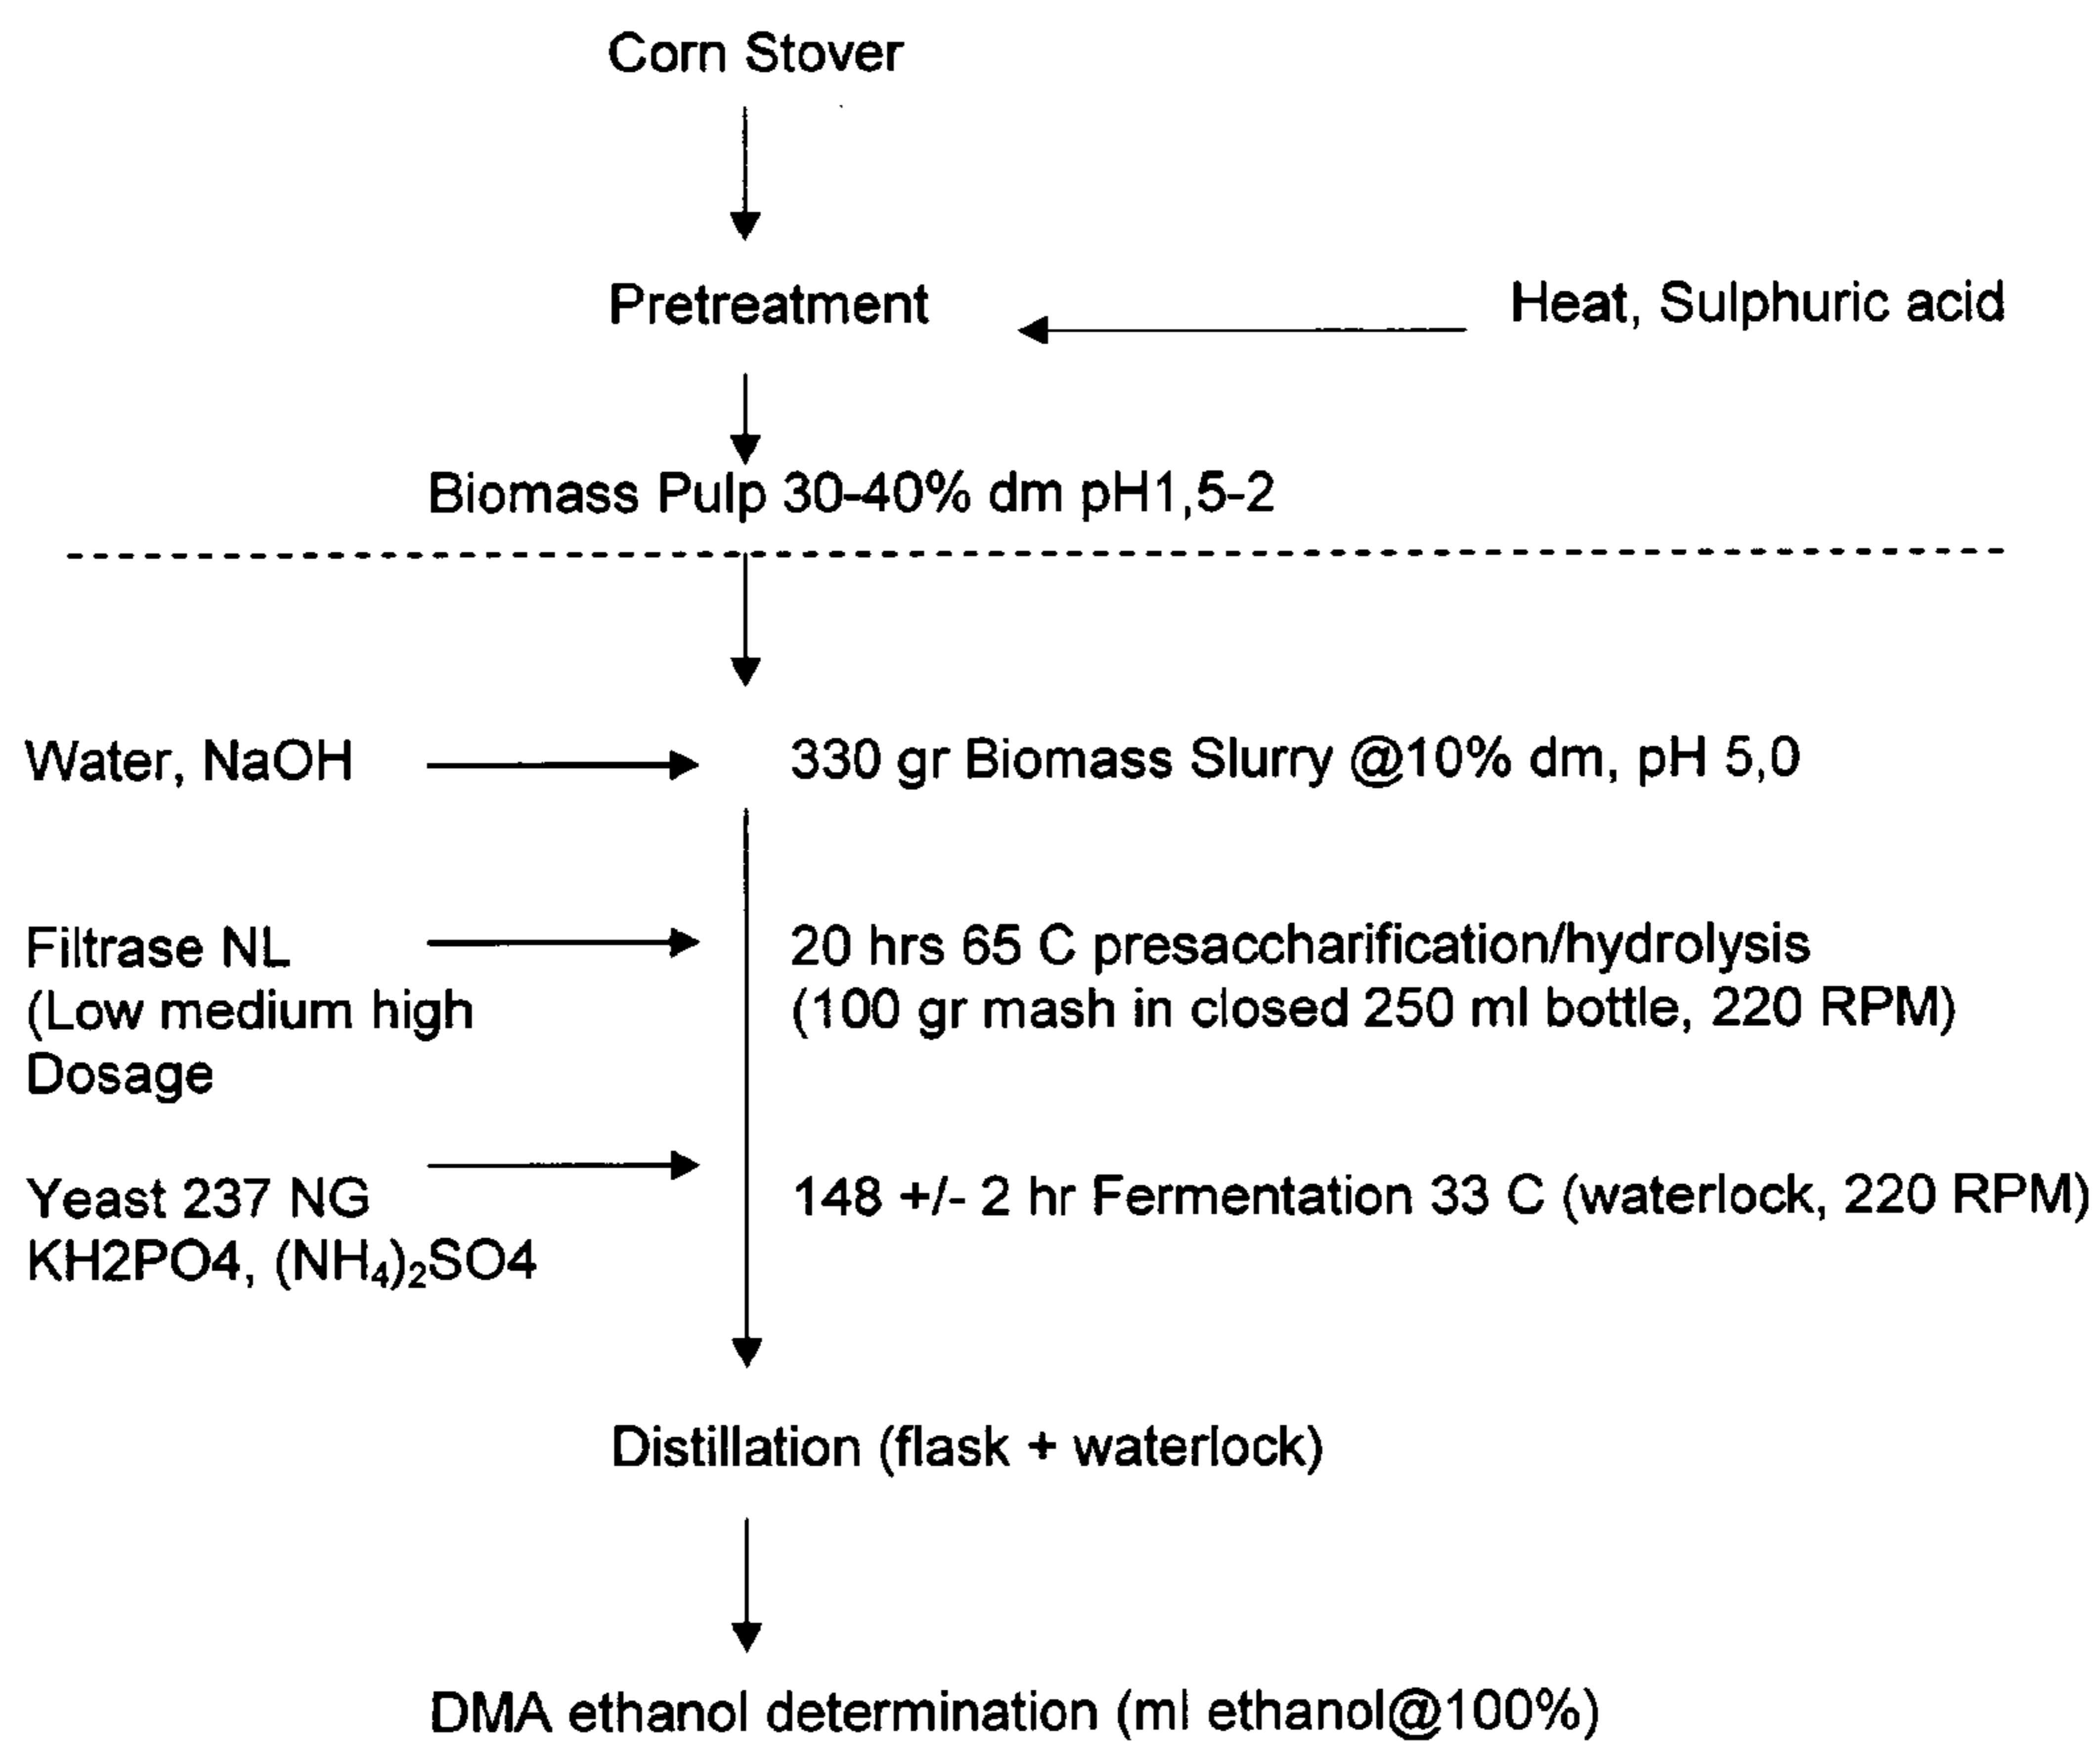 Corn Stover
Pretreatment
Heat, Sulphuric acid
Biomass Pulp 30-40% dm pH1,5-2
Water, NaOH
330 gr Biomass Slurry @10% dm, pH 5,0
Filtrase NL
(Low medium high
Dosage
20 hrs 65 C presaccharification/hydrolysis
(100 gr mash in closed 250 ml bottle, 220 RPM)
Yeast 237 NG
KH2PO4, (NH₄)₂SO4
148 +/- 2 hr Fermentation 33 C (waterlock, 220 RPM)
Distillation (flask + waterlock)
DMA ethanol determination (ml ethanol@100%)